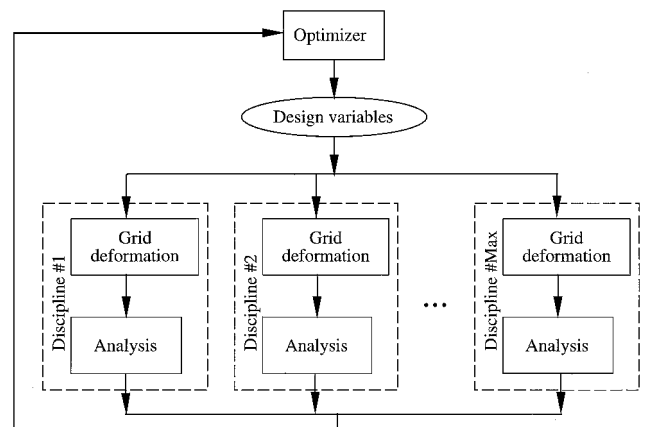 Optimizer
Design variables
Discipline #1
Grid
deformation
Analysis
Discipline #2
Grid
deformation
Analysis
...
Discipline #Max
Grid
deformation
Analysis